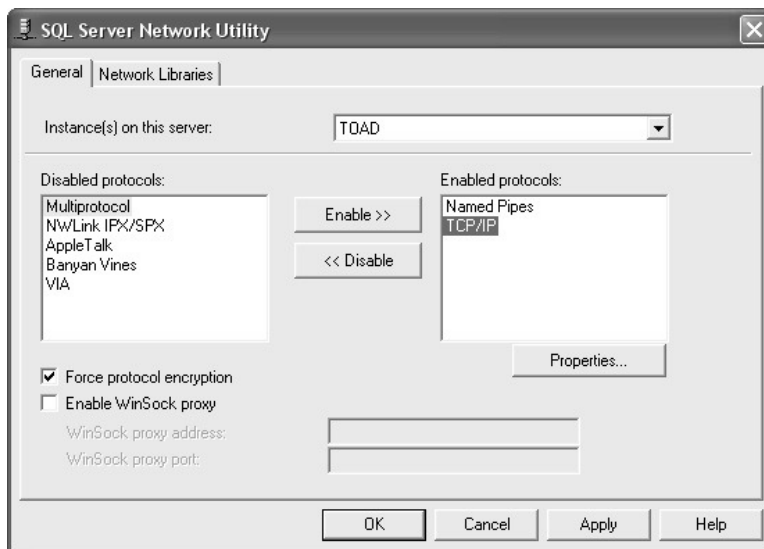 SQL Server Network Utility
General
Network Libraries
Instance(s) on this server:
TOAD
Disabled protocols:
Multiprotocol
NWLink IPX/SPX
AppleTalk
Banyan Vines
VIA
Enable >>
<< Disable
Enabled protocols:
Named Pipes
TCP/IP
Properties...
Force protocol encryption
Enable WinSock proxy
WinSock proxy address:
WinSock proxy port:
OK
Cancel
Apply
Help